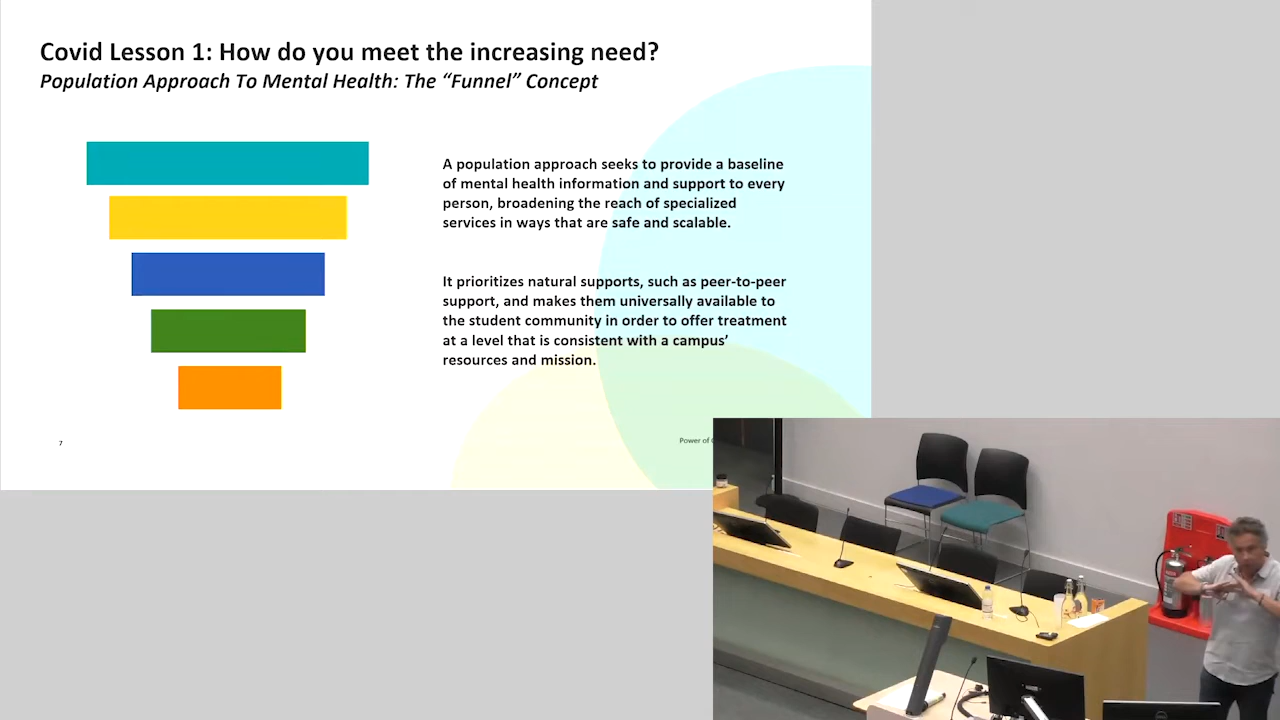 Covid Lesson 1: How do you meet the increasing need?
Population Approach To Mental Health: The “Funnel” Concept
A population approach seeks to provide a baseline
of mental health information and support to every
person, broadening the reach of specialized
services in ways that are safe and scalable.
It prioritizes natural supports, such as peer-to-peer
support, and makes them universally available to
the student community in order to offer treatment
at a level that is consistent with a campus’
resources and mission.
7
Power of